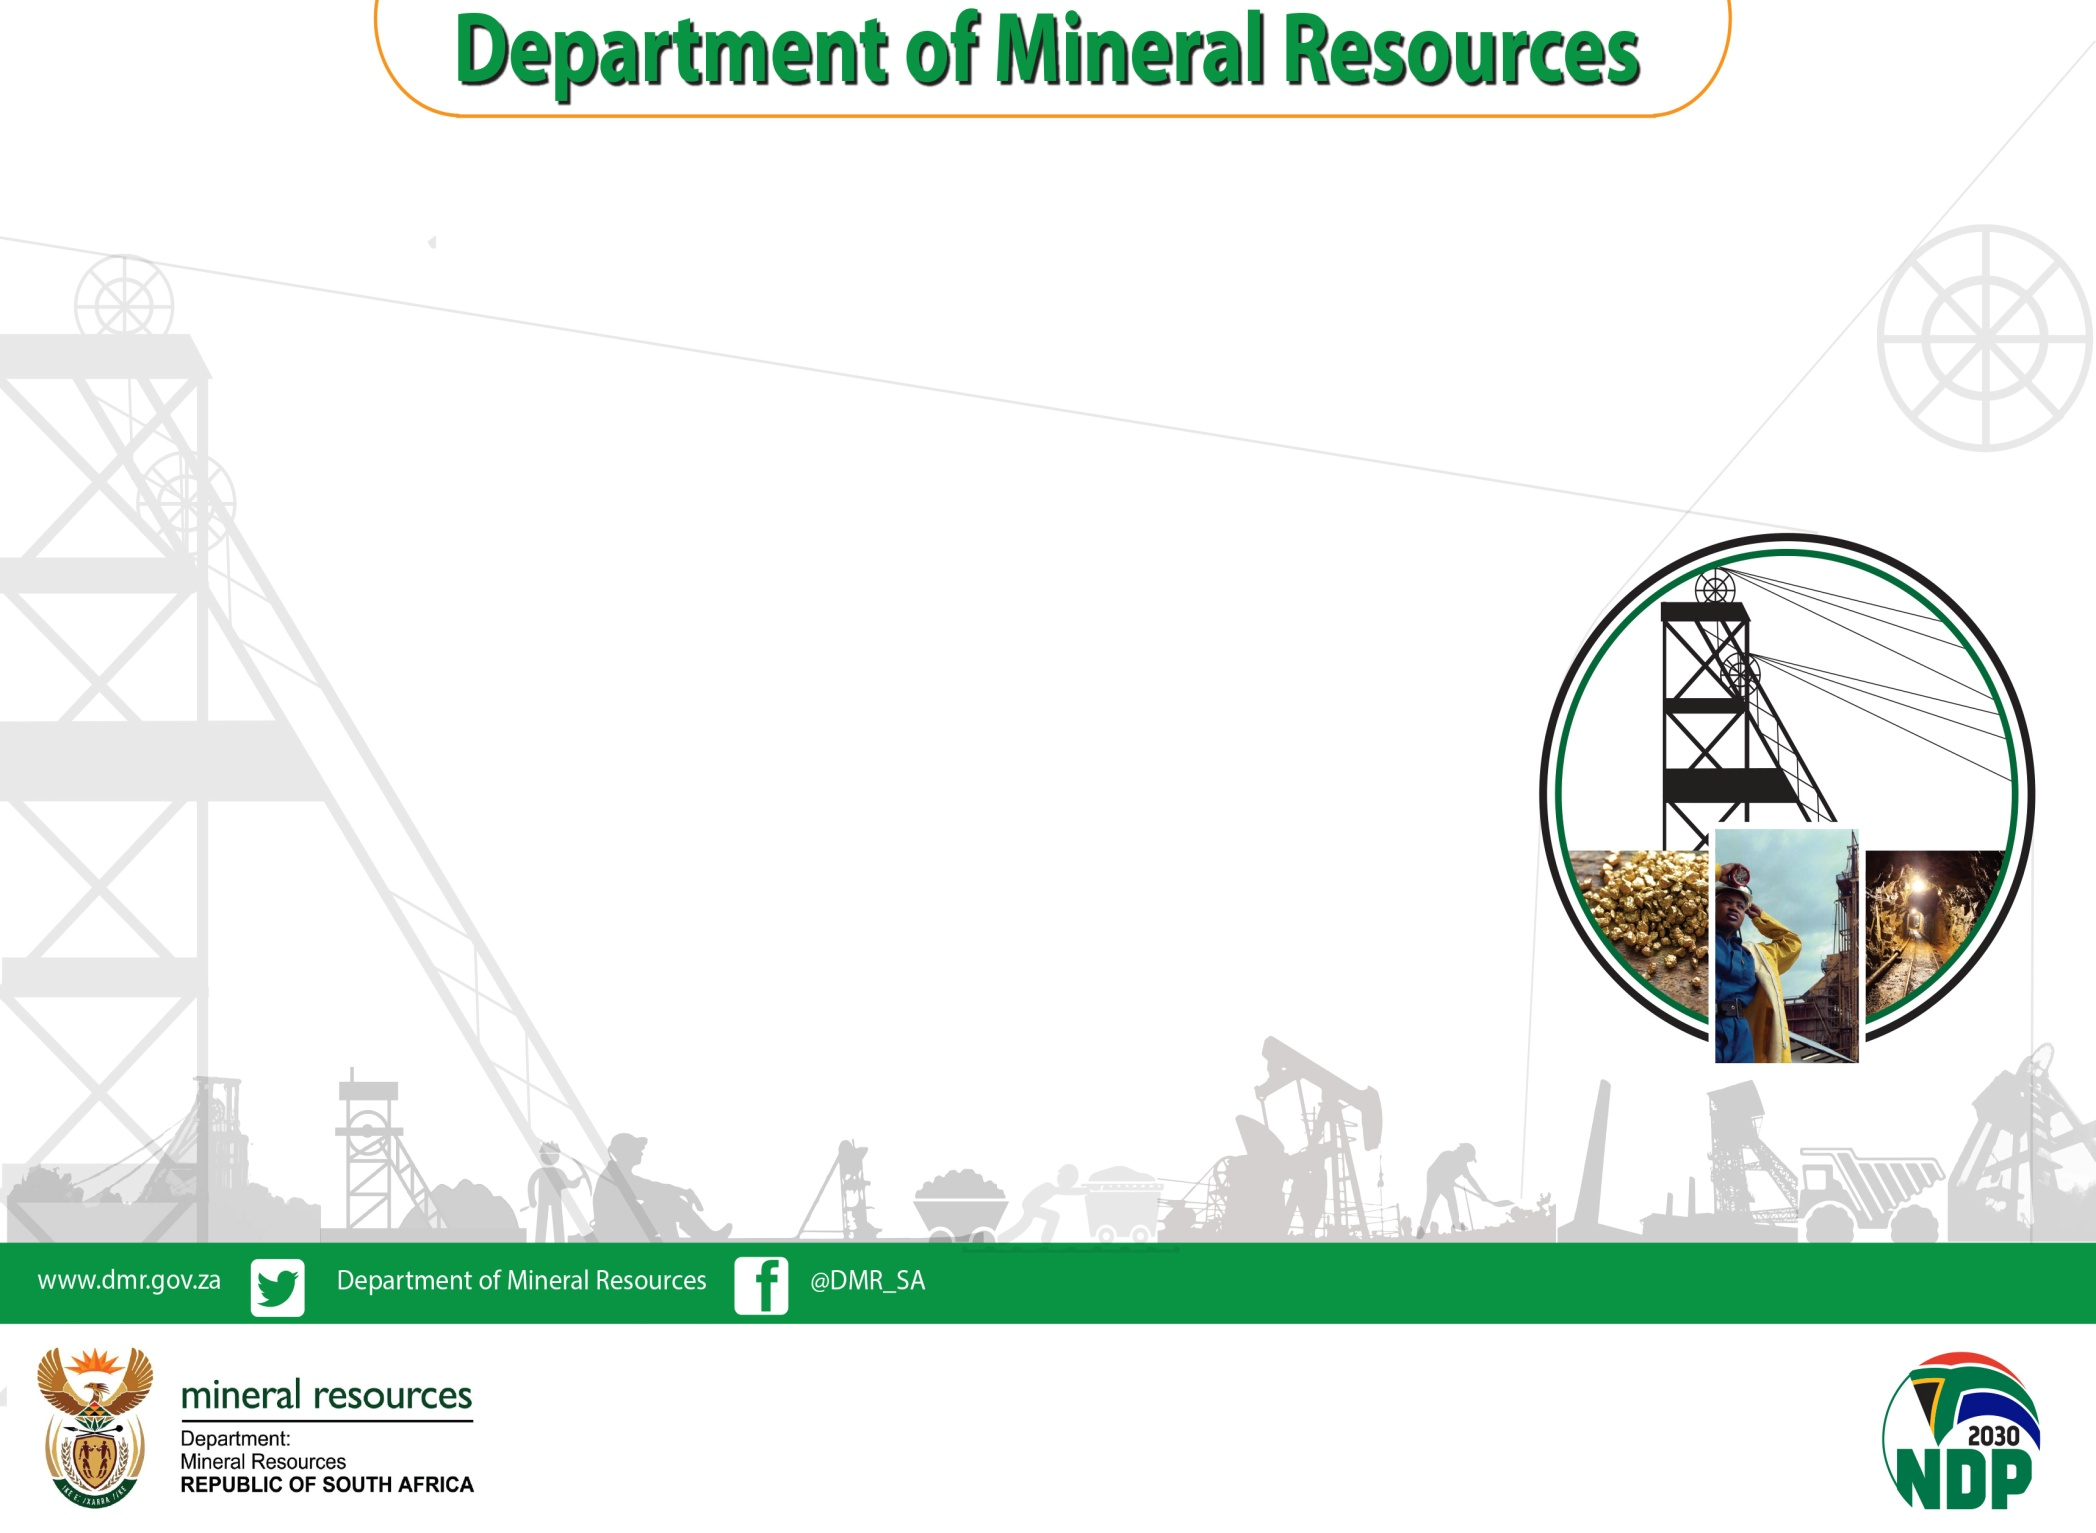 Department of Mineral Resources
www.dmr.gov.za Department of Mineral Resources @DMR_SA
mineral resources
Department:
Mineral Resources
REPUBLIC OF SOUTH AFRICA
2030
NDP